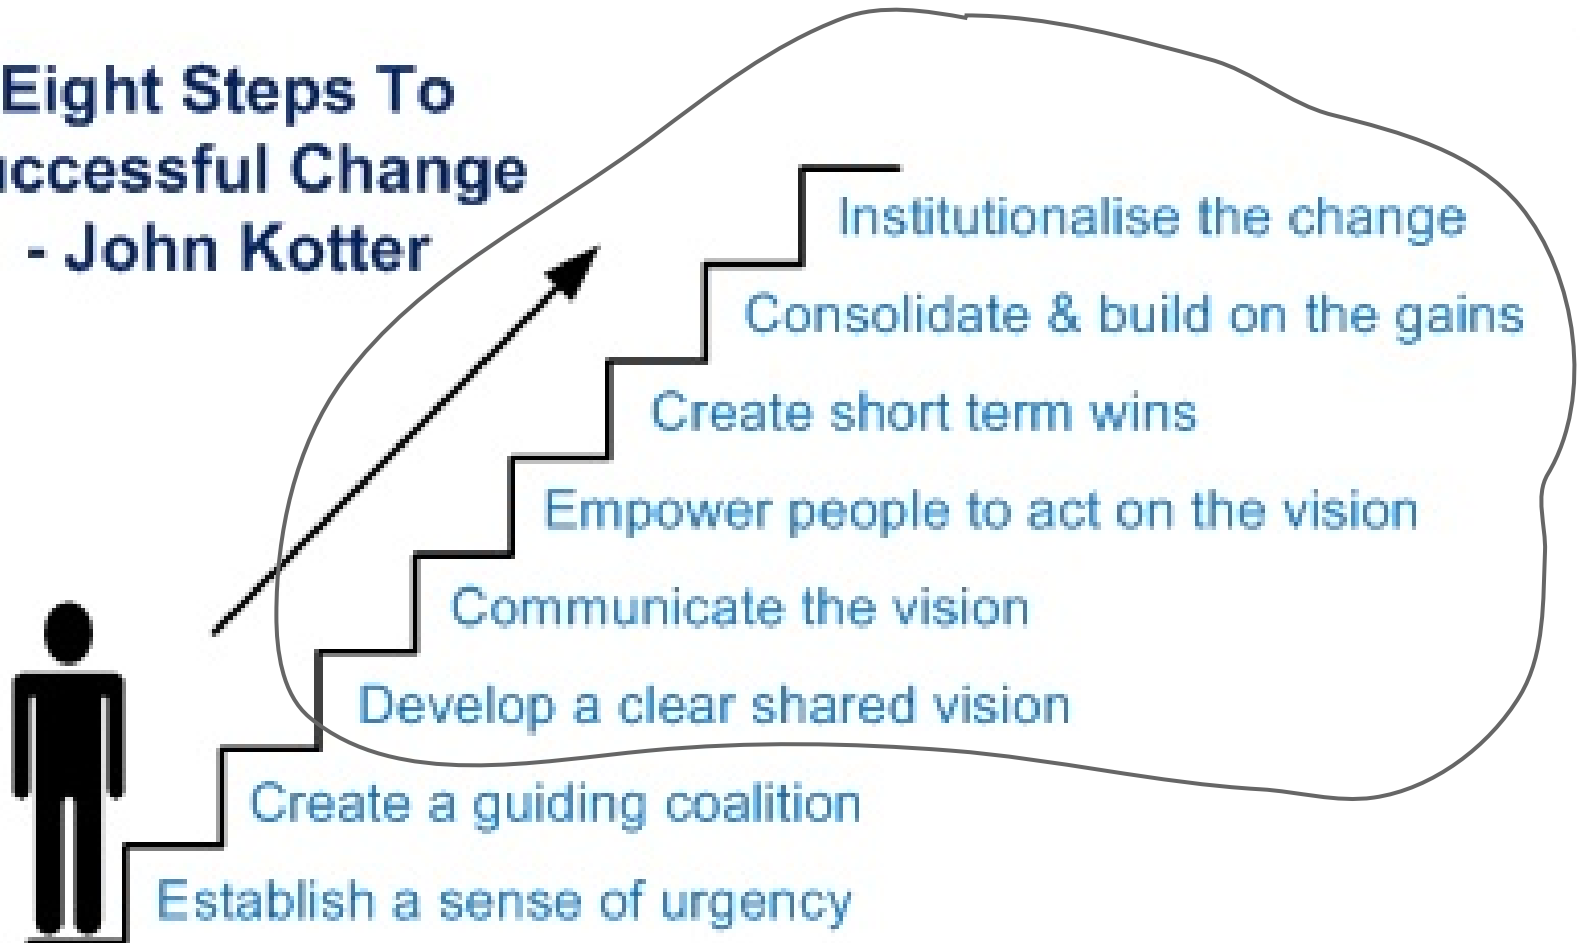 Eight Steps To
uccessful Change
- John Kotter
Institutionalise the change
Consolidate & build on the gains
Create short term wins
Empower people to act on the vision
Communicate the vision
Develop a clear shared vision
Create a guiding coalition
Establish a sense of urgency